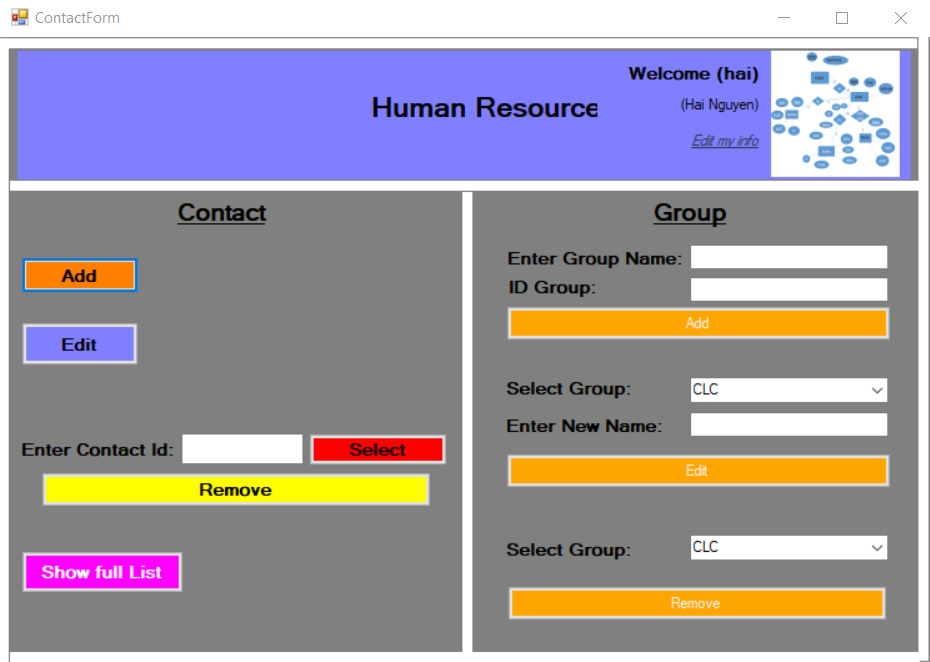 ContactForm
Welcome (hai)
Human Resource
(Hai Nguyen)
Edit my info
Contact
Add
Edit
Enter Contact Id:
Select
Remove
Show full List
Group
Enter Group Name:
ID Group:
Add
Select Group: CLC
Enter New Name:
Edit
Select Group: CLC
Remove